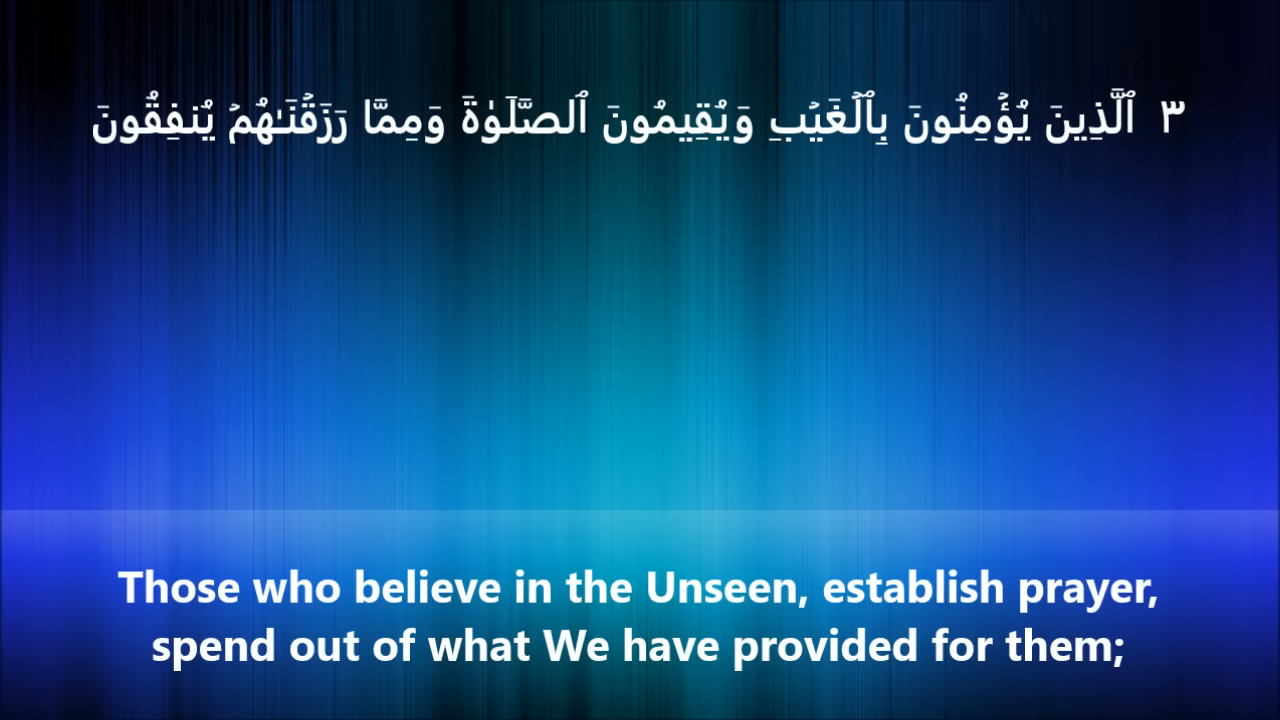 ٣ ٱلَّذِينَ يُؤۡمِنُونَ بِٱلۡغَيۡبِ وَيُقِيمُونَ ٱلصَّلَوٰةَ وَمِمَّا رَزَقۡنَـٰهُمۡ يُنفِقُونَ
Those who believe in the Unseen, establish prayer,
spend out of what We have provided for them;